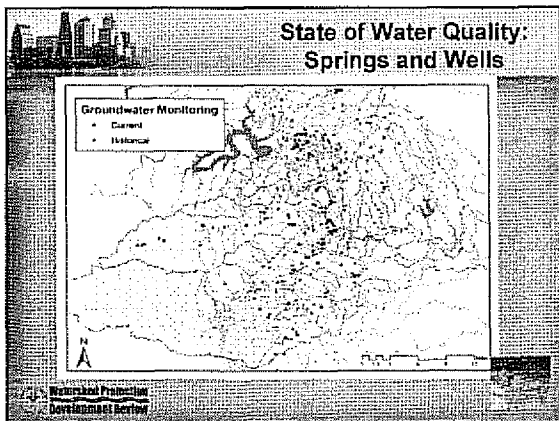 State of Water Quality:
Springs and Wells
Groundwater Monitoring
Current
Historical
N
Watershed Protection
Development Review